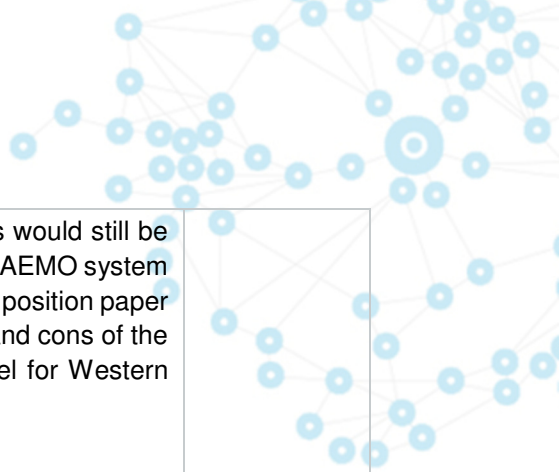 s would still be
AEMO system
position paper
nd cons of the
el for Western